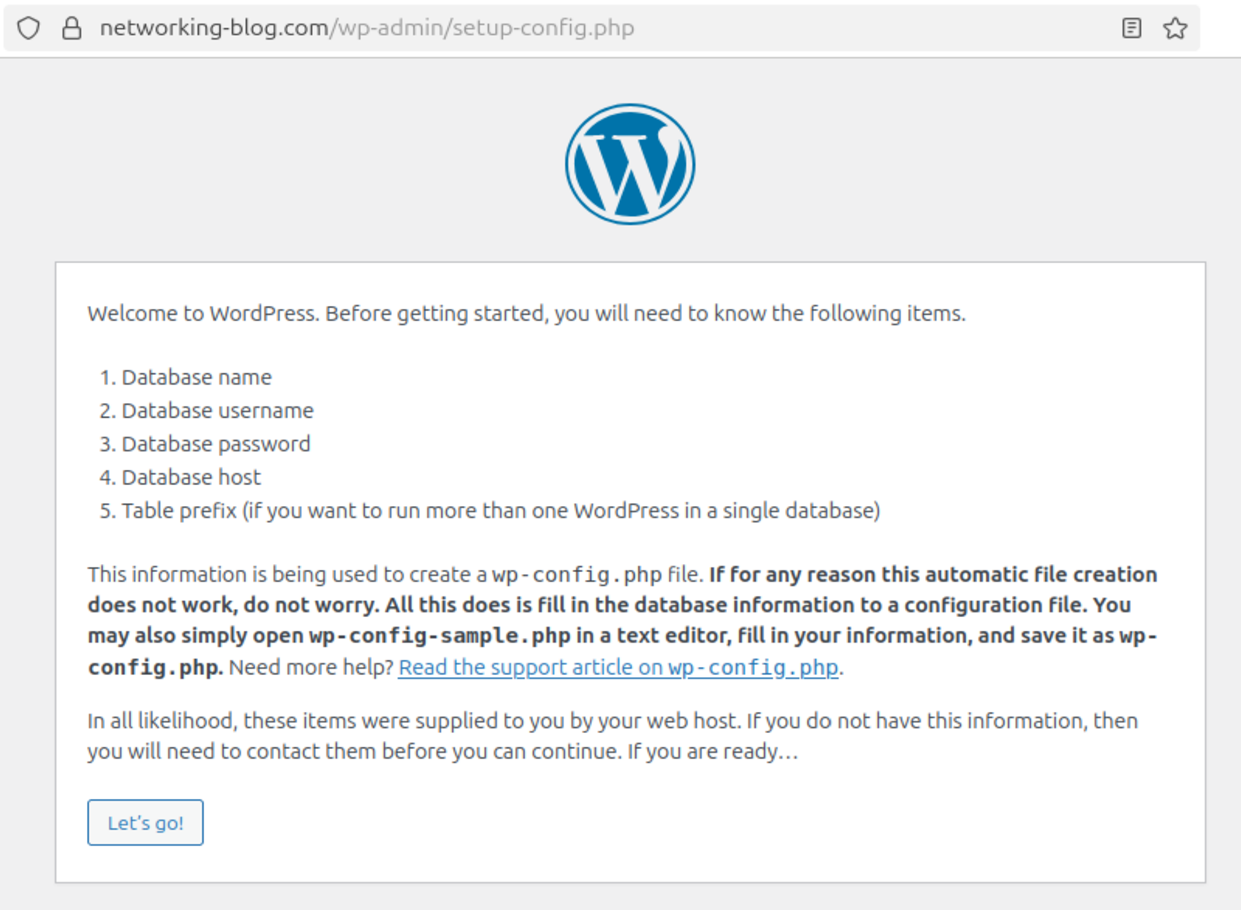 networking-blog.com/wp-admin/setup-config.php
Welcome to WordPress. Before getting started, you will need to know the following items.
1. Database name
2. Database username
3. Database password
4. Database host
5. Table prefix (if you want to run more than one WordPress in a single database)
This information is being used to create a wp-config.php file. If for any reason this automatic file creation
does not work, do not worry. All this does is fill in the database information to a configuration file. You
may also simply open wp-config-sample.php in a text editor, fill in your information, and save it as wp-
config.php. Need more help? Read the support article on wp-config.php.
In all likelihood, these items were supplied to you by your web host. If you do not have this information, then
you will need to contact them before you can continue. If you are ready…
Let’s go!